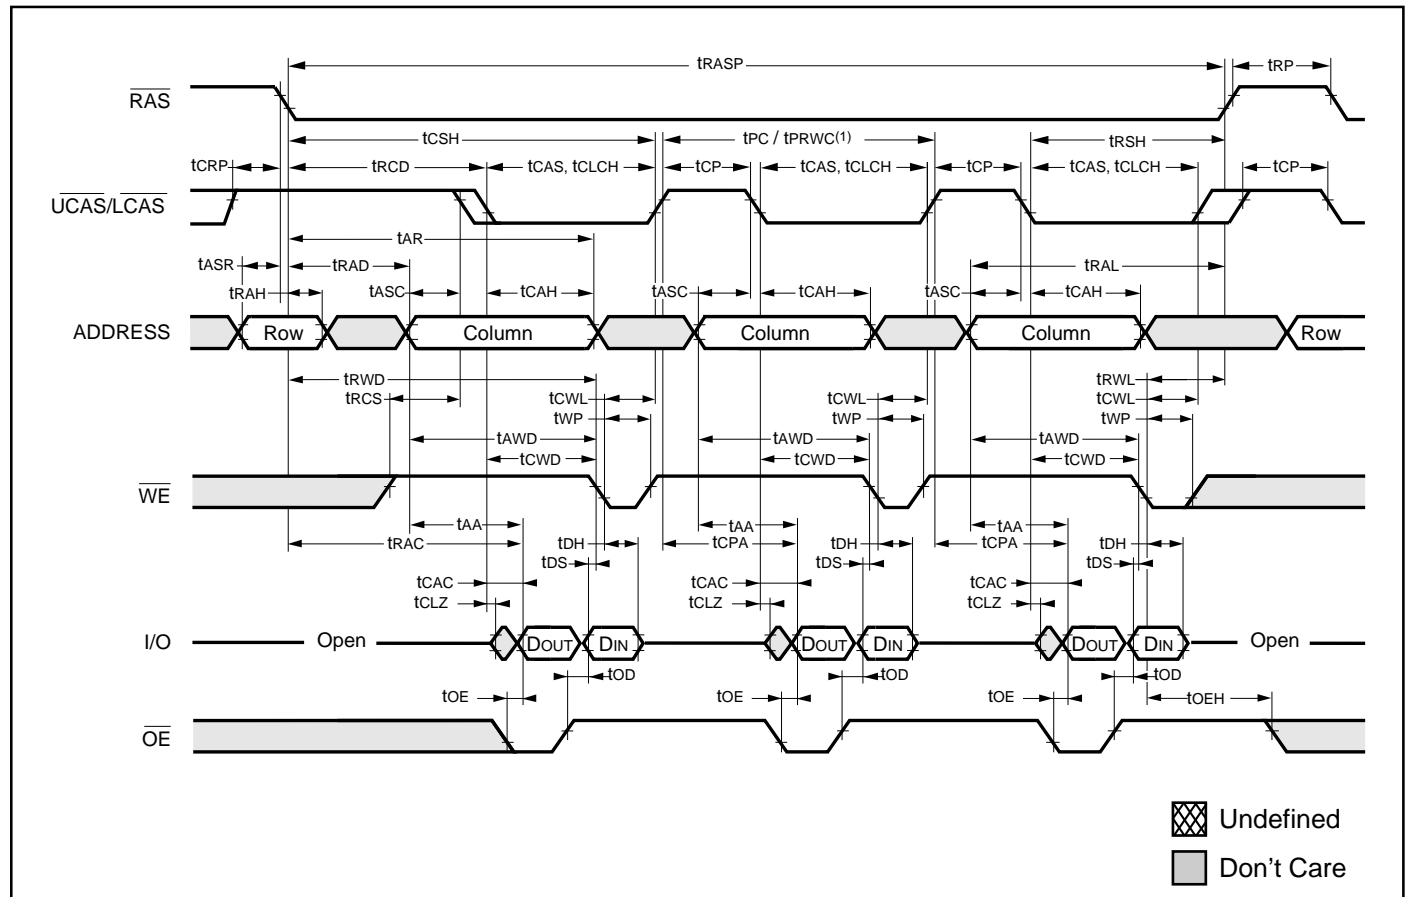 tRASP
tRP
RAS
tCSH
tPC / tPRWC(1)
tRSH
tCRP
tRCD
tCAS, tCLCH
tCP
tCAS, tCLCH
tCP
tCAS, tCLCH
tCP
UCAS/LCAS
tAR
tASR
tRAD
tRAL
tRAH
tASC
tCAH
tASC
tCAH
tASC
tCAH
ADDRESS
Row
Column
Column
Column
Row
tRWD
tRWL
tRCS
tCWL
tCWL
tCWL
tWP
tWP
tWP
tAWD
tAWD
tAWD
tCWD
tCWD
tCWD
WE
tAA
tAA
tAA
tRAC
tDH
tCPA
tDH
tCPA
tDH
tDS
tDS
tDS
tCAC
tCAC
tCAC
tCLZ
tCLZ
tCLZ
I/O
Open
DOUT
DIN
DOUT
DIN
DOUT
DIN
Open
tOD
tOD
tOD
tOE
tOE
tOE
tOEH
OE
Undefined
Don't Care